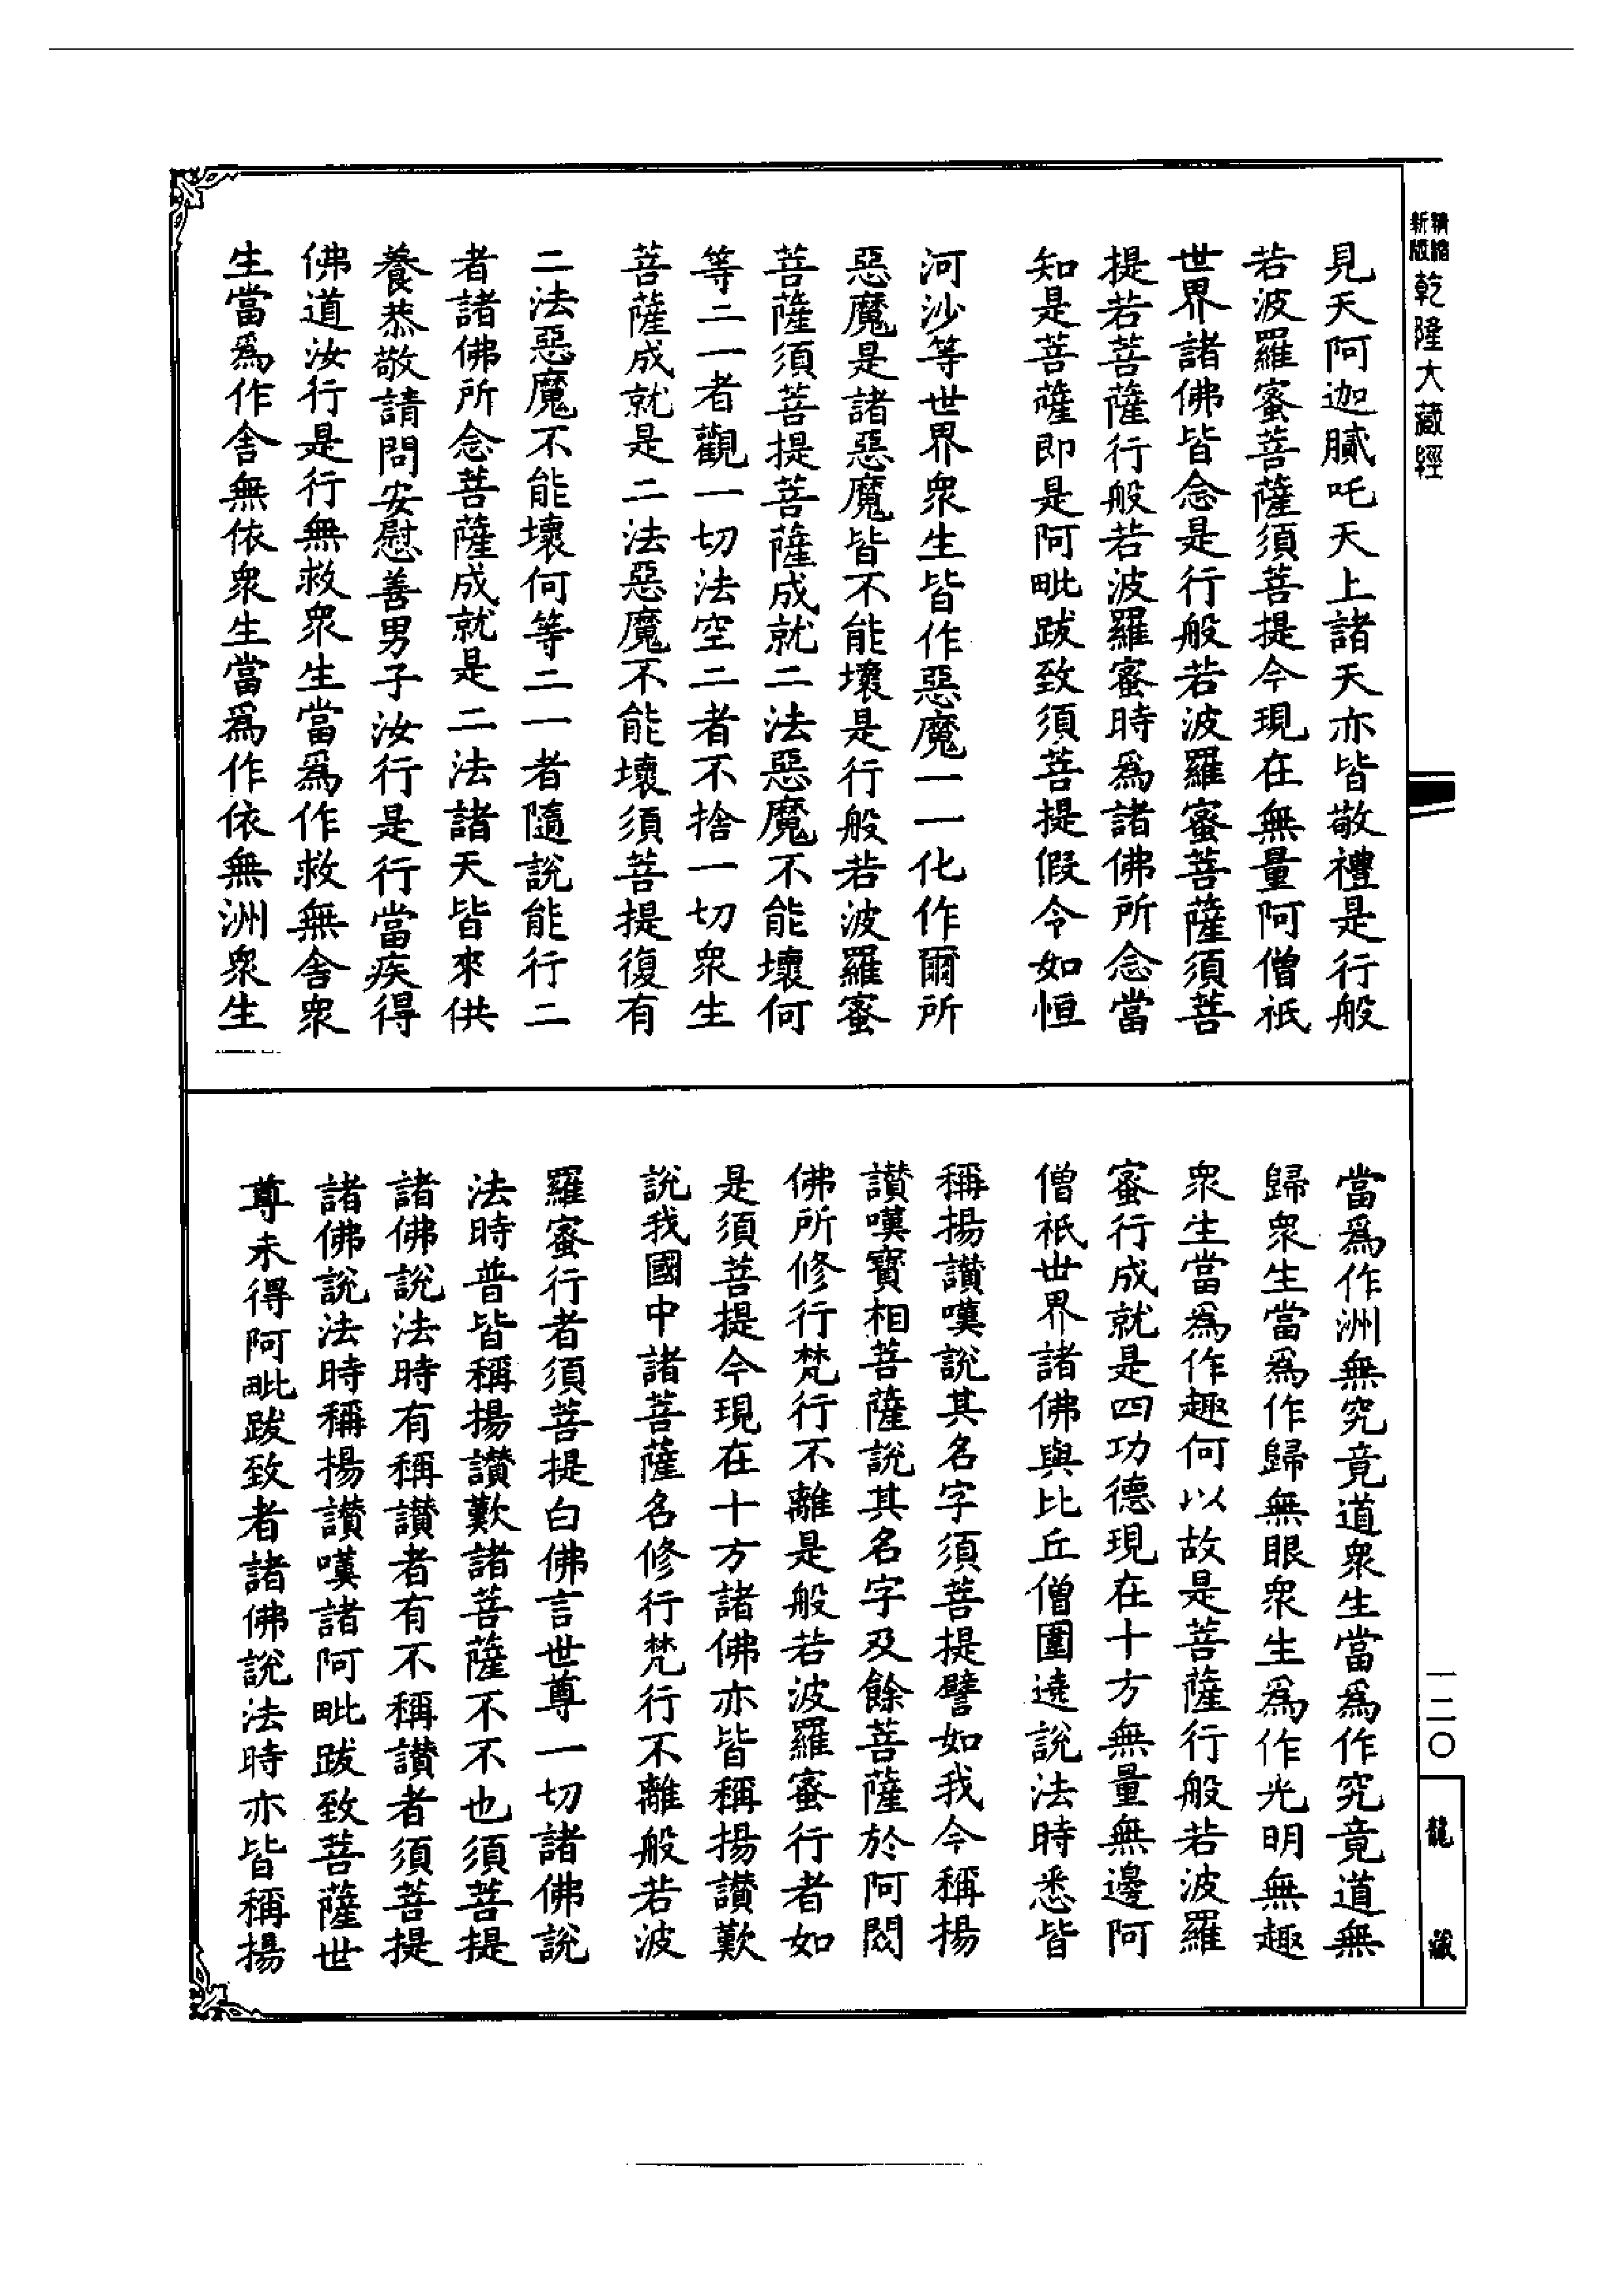 精縮新版 乾隆大藏經
見天阿迦膩吒天上諸天亦皆敬禮是行般
若波羅蜜菩薩須菩提今現在無量阿僧祇
世界諸佛皆念是行般若波羅蜜菩薩須菩
提若菩薩行般若波羅蜜時爲諸佛所念當
知是菩薩即是阿毗跋致須菩提假令如恒
河沙等世界衆生皆作惡魔一一化作爾所
惡魔是諸惡魔皆不能壞是行般若波羅蜜
菩薩須菩提菩薩成就二法惡魔不能壞何
等二一者觀一切法空二者不捨一切衆生
菩薩成就是二法惡魔不能壞須菩提復有
二法惡魔不能壞何等二一者隨說能行二
者諸佛所念菩薩成就是二法諸天皆來供
養恭敬請問安慰善男子汝行是行當疾得
佛道汝行是行無救衆生當爲作救無舍衆
生當爲作舍無依衆生當爲作依無洲衆生
當爲作洲無究竟道衆生當爲作究竟道無
歸衆生當爲作歸無眼衆生爲作光明無趣
衆生當爲作趣何以故是菩薩行般若波羅
蜜行成就是四功德現在十方無量無邊阿
僧祇世界諸佛與比丘僧圍遶說法時悉皆
稱揚讃嘆說其名字須菩提譬如我今稱揚
讃嘆寶相菩薩說其名字及餘菩薩於阿閦
佛所修行梵行不離是般若波羅蜜行者如
是須菩提今現在十方諸佛亦皆稱揚讃歎
說我國中諸菩薩名修行梵行不離般若波
羅蜜行者須菩提白佛言世尊一切諸佛說
法時普皆稱揚讃歎諸菩薩不不也須菩提
諸佛說法時有稱讃者有不稱讃者須菩提
諸佛說法時稱揚讃嘆諸阿毗跋致菩薩世
尊未得阿毗跋致者諸佛說法時亦皆稱揚
一二〇
龍藏